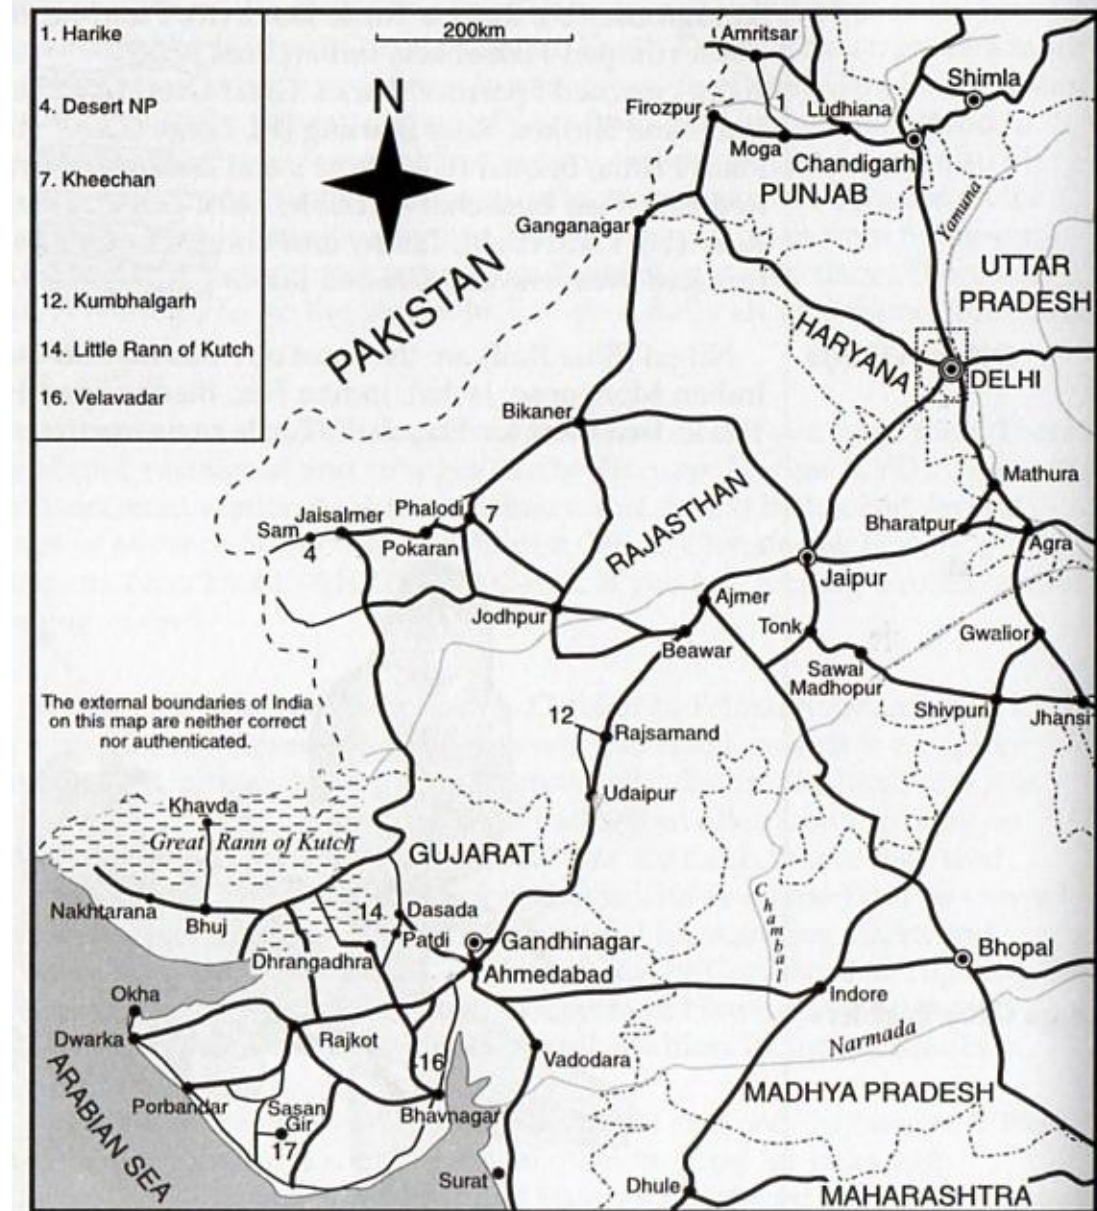 1. Harike
4. Desert NP
7. Kheechan
12. Kumbhalgarh
14. Little Rann of Kutch
16. Velavadar
200km
N
Amritsar
Shimla
Firozpur
1
Ludhiana
Moga
Chandigarh
PUNJAB
Yamuna
Ganganagar
UTTAR
PRADESH
PAKISTAN
HARYANA
DELHI
Bikaner
Mathura
RAJASTHAN
Phalodi
7
Jaisalmer
Sam
4
Pokaran
Bharatpur
Agra
Jaipur
Ajmer
Jodhpur
Tonk
Gwalior
Beawar
Sawai
Madhopur
Shivpuri
Jhansi
The external boundaries of India
on this map are neither correct
nor authenticated.
12
Rajsamand
Udaipur
Khavda
Great Rann of Kutch
GUJARAT
Chambal
Nakhtarana
Bhuj
14
Dasada
Patdi
Gandhinagar
Bhopal
Dhrangadhra
Ahmedabad
Okha
Indore
Dwarka
Rajkot
Narmada
Vadodara
16
ARABIAN SEA
Porbandar
Sasan
Gir
17
Bhavnagar
MADHYA PRADESH
Surat
Dhule
MAHARASHTRA